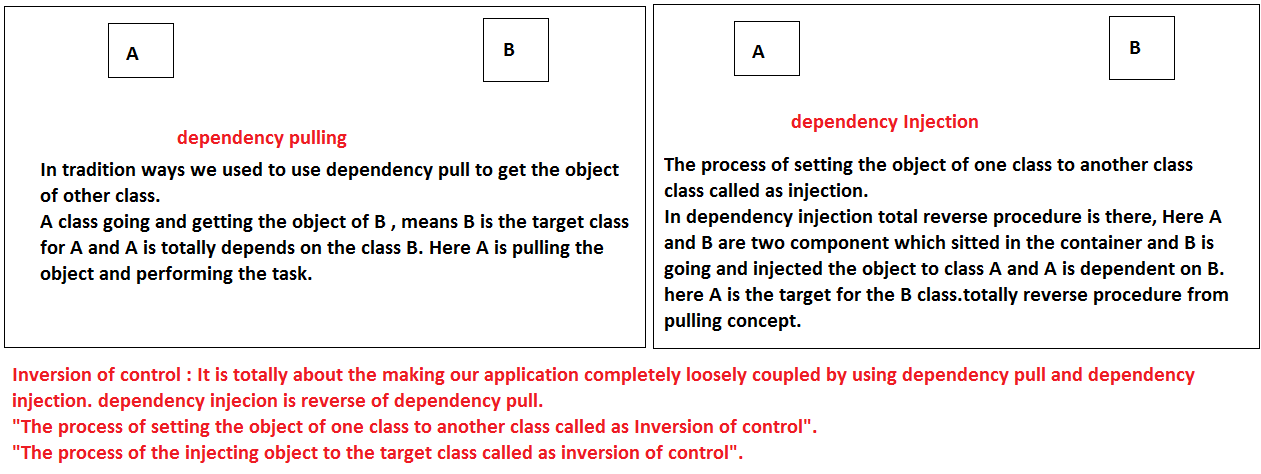 A
B
dependency pulling
In tradition ways we used to use dependency pull to get the object
of other class.
A class going and getting the object of B , means B is the target class
for A and A is totally depends on the class B. Here A is pulling the
object and performing the task.
A
B
dependency Injection
The process of setting the object of one class to another class
class called as injection.
In dependency injection total reverse procedure is there, Here A
and B are two component which sitted in the container and B is
going and injected the object to class A and A is dependent on B.
here A is the target for the B class.totally reverse procedure from
pulling concept.
Inversion of control : It is totally about the making our application completely loosely coupled by using dependency pull and dependency
injection. dependency injecion is reverse of dependency pull.
"The process of setting the object of one class to another class called as Inversion of control".
"The process of the injecting object to the target class called as inversion of control".